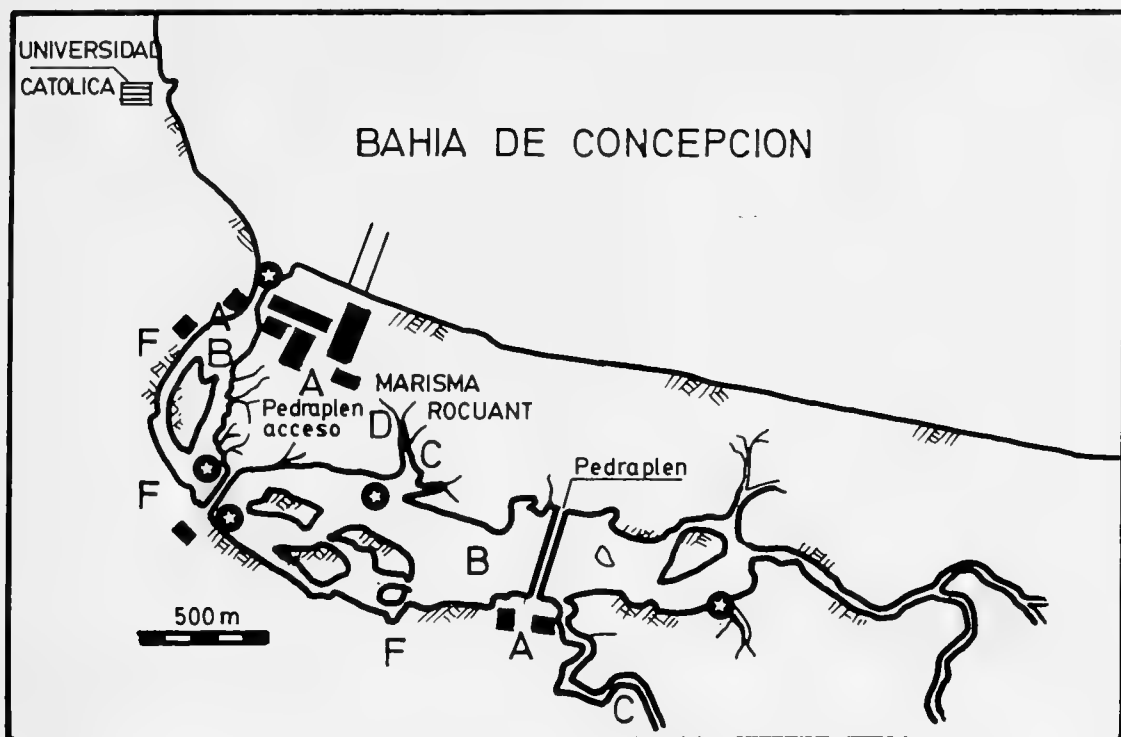 UNIVERSIDAD
CATOLICA
BAHIA DE CONCEPCION
A
F
B
A
MARISMA
Pedraplen
acceso
D
ROCUANT
C
Pedraplen
F
B
500 m
F
A
C